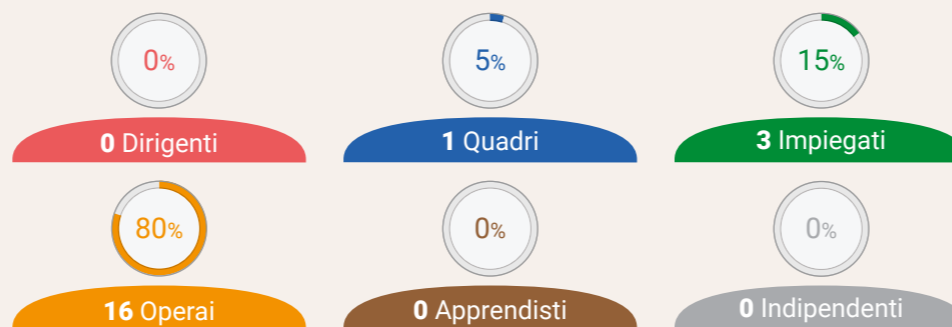 0% 5% 15%
0 Dirigenti 1 Quadri 3 Impiegati
80% 0% 0%
16 Operai 0 Apprendisti 0 Indipendenti